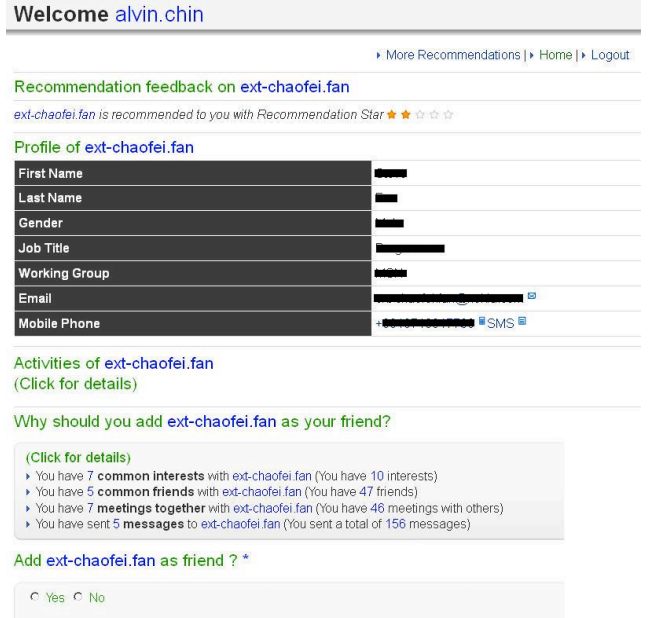 Welcome alvin.chin
More Recommendations | Home | Logout
Recommendation feedback on ext-chaofei.fan
ext-chaofei.fan is recommended to you with Recommendation Star
Profile of ext-chaofei.fan
First Name
Last Name
Gender
Job Title
Working Group
Email
Mobile Phone SMS
Activities of ext-chaofei.fan
(Click for details)
Why should you add ext-chaofei.fan as your friend?
(Click for details)
You have 7 common interests with ext-chaofei.fan (You have 10 interests)
You have 5 common friends with ext-chaofei.fan (You have 47 friends)
You have 7 meetings together with ext-chaofei.fan (You have 46 meetings with others)
You have sent 5 messages to ext-chaofei.fan (You sent a total of 156 messages)
Add ext-chaofei.fan as friend ? *
Yes No